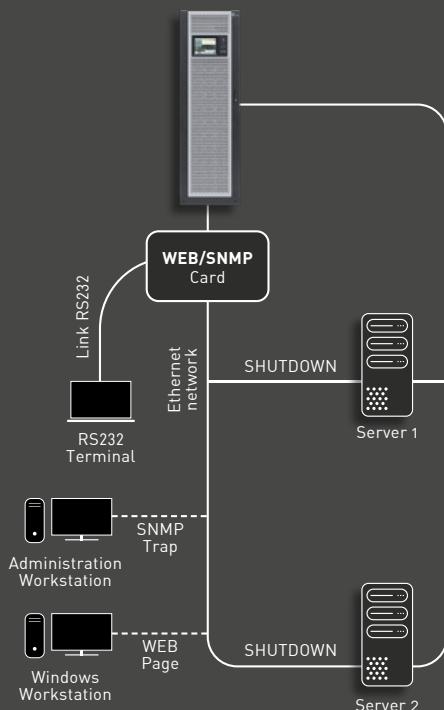 WEB/SNMP
Card
Link RS232
Ethernet
network
SHUTDOWN
Server 1
RS232
Terminal
SNMP
Trap
Administration
Workstation
WEB
Page
SHUTDOWN
Windows
Workstation
Server 2